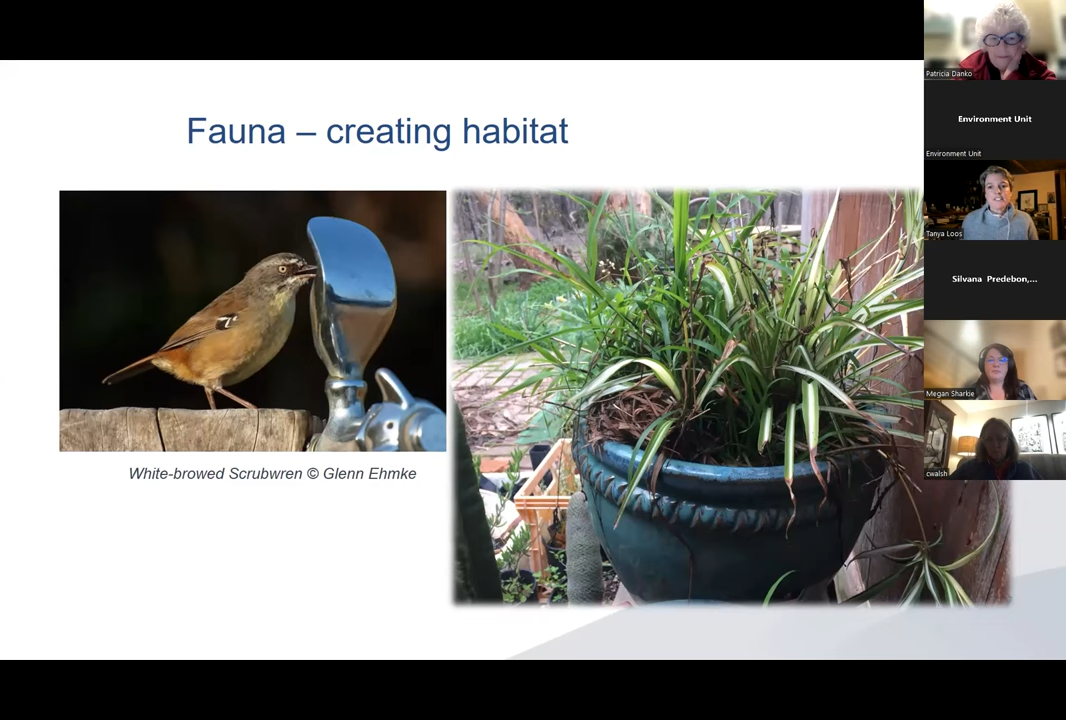 Fauna – creating habitat
White-browed Scrubwren © Glenn Ehmke
Patricia Danko
Environment Unit
Environment Unit
Tanya Loos
Silvana Predebon,...
Megan Sharkie
cwalsh